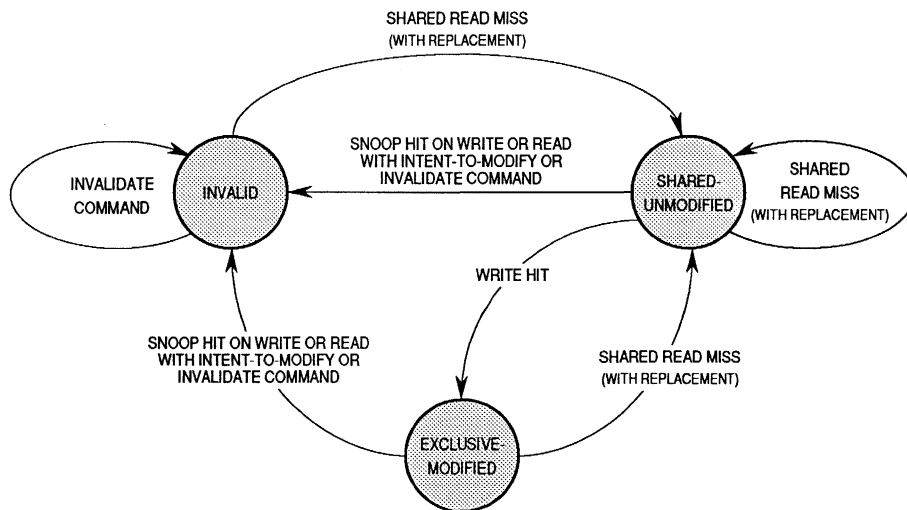 SHARED READ MISS
(WITH REPLACEMENT)
SNOOP HIT ON WRITE OR READ
WITH INTENT-TO-MODIFY OR
INVALIDATE COMMAND
INVALIDATE
COMMAND
INVALID
SHARED-
UNMODIFIED
SHARED
READ MISS
(WITH REPLACEMENT)
WRITE HIT
SNOOP HIT ON WRITE OR READ
WITH INTENT-TO-MODIFY OR
INVALIDATE COMMAND
SHARED READ MISS
(WITH REPLACEMENT)
EXCLUSIVE-
MODIFIED